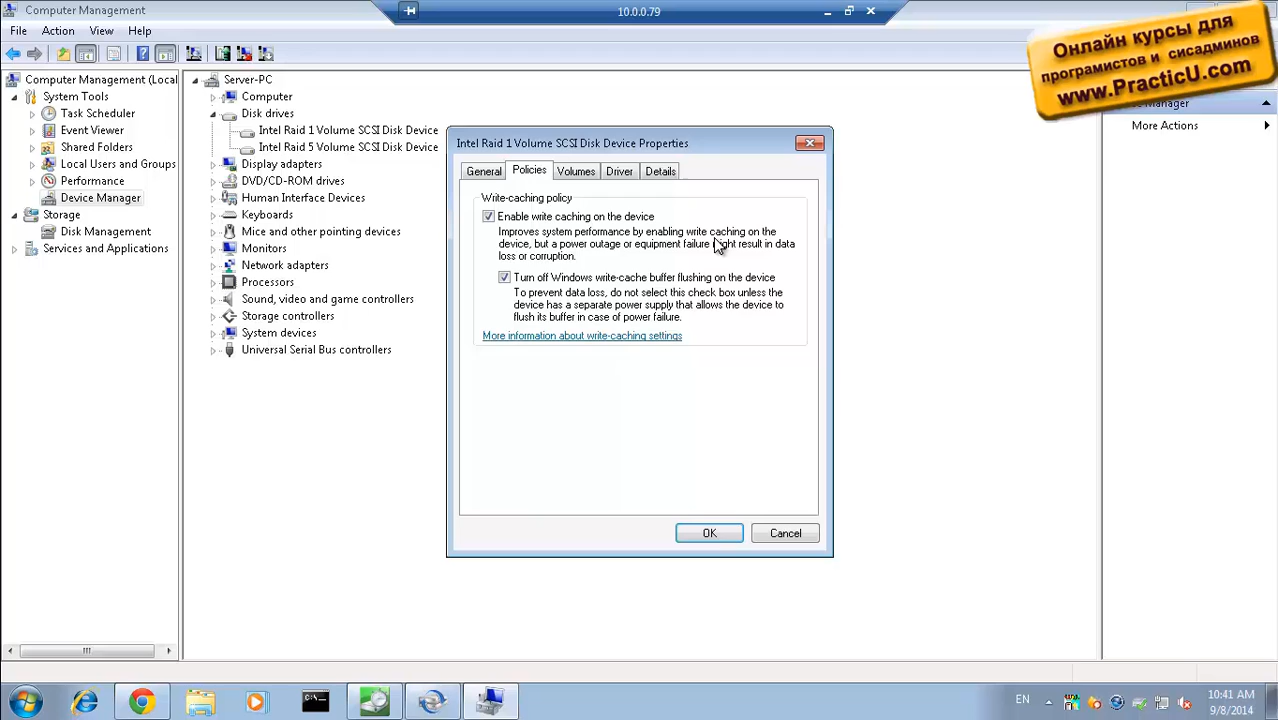 Computer Management
10.0.0.79
File Action View Help
Computer Management (Local
System Tools
Task Scheduler
Event Viewer
Shared Folders
Local Users and Groups
Performance
Device Manager
Storage
Disk Management
Services and Applications
Server-PC
Computer
Disk drives
Intel Raid 1 Volume SCSI Disk Device
Intel Raid 5 Volume SCSI Disk Device
Display adapters
DVD/CD-ROM drives
Human Interface Devices
Keyboards
Mice and other pointing devices
Monitors
Network adapters
Processors
Sound, video and game controllers
Storage controllers
System devices
Universal Serial Bus controllers
Intel Raid 1 Volume SCSI Disk Device Properties
General Policies Volumes Driver Details
Write-caching policy
Enable write caching on the device
Improves system performance by enabling write caching on the
device, but a power outage or equipment failure might result in data
loss or corruption.
Turn off Windows write-cache buffer flushing on the device
To prevent data loss, do not select this check box unless the
device has a separate power supply that allows the device to
flush its buffer in case of power failure.
More information about write-caching settings
OK Cancel
Онлайн курсы для
програмистов и сисадминов
www.PracticU.com
Manager
More Actions
EN
10:41 AM
9/8/2014